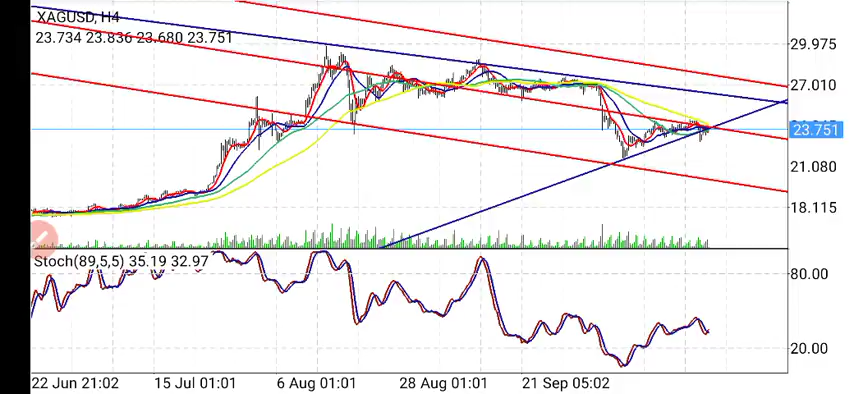 XAGUSD, H4
23.734 23.836 23.680 23.751
29.975
27.010
23.751
21.080
18.115
Stoch(89,5,5) 35.19 32.97
80.00
20.00
22 Jun 21:02 15 Jul 01:01 6 Aug 01:01 28 Aug 01:01 21 Sep 05:02